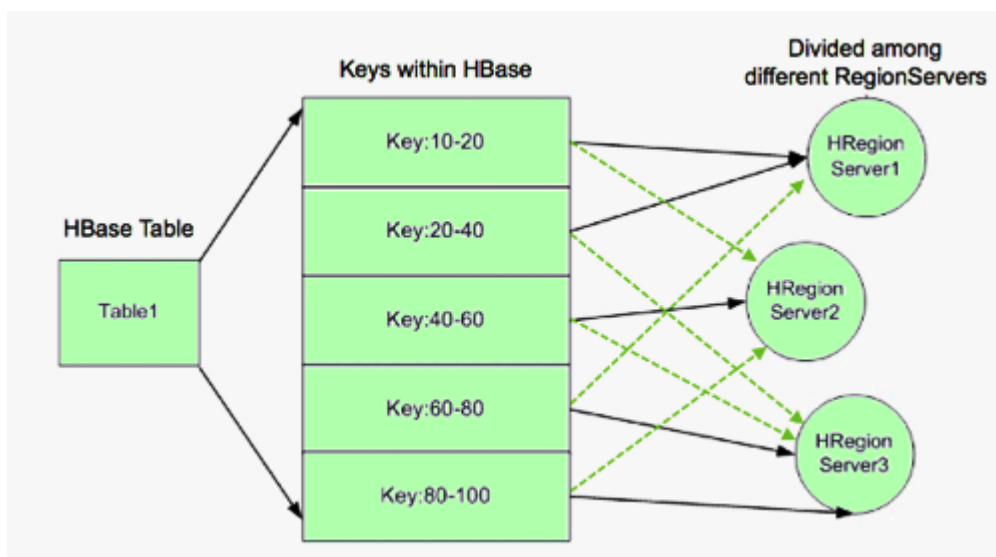 Divided among
different RegionServers
Keys within HBase
Key:10-20
HRegion
Server1
Key:20-40
HBase Table
Table1
Key:40-60
HRegion
Server2
Key:60-80
HRegion
Server3
Key:80-100